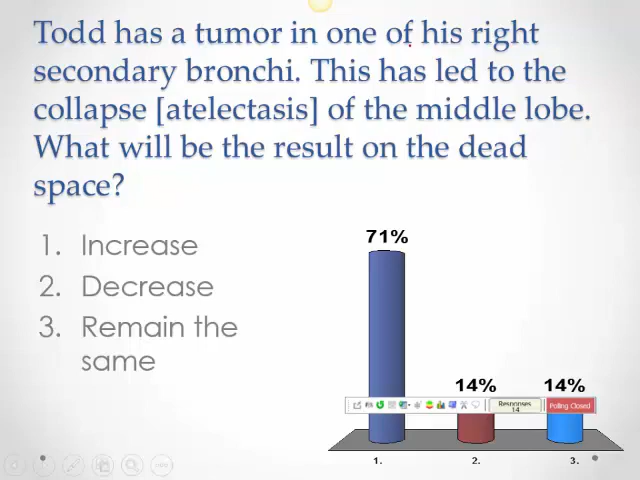 Todd has a tumor in one of his right
secondary bronchi. This has led to the
collapse [atelectasis] of the middle lobe.
What will be the result on the dead
space?
1. Increase
2. Decrease
3. Remain the
same
71%
14%
14%
Responses
14
Polling Closed
1.
2.
3.